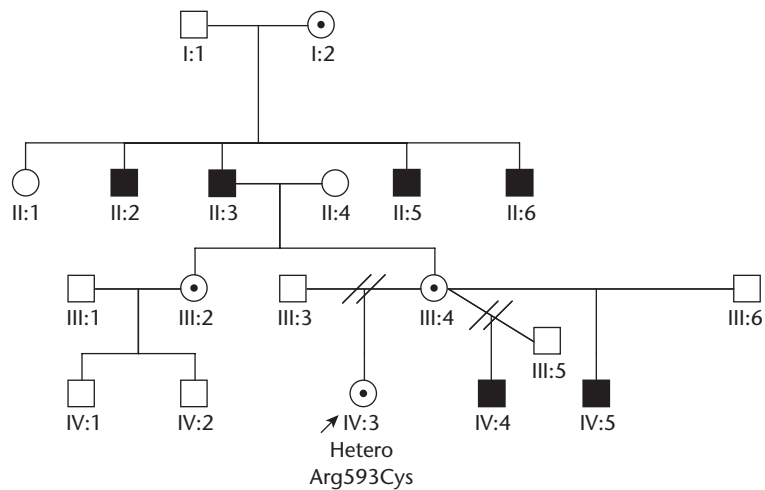 I:1 I:2
II:1 II:2 II:3 II:4 II:5 II:6
III:1 III:2 III:3 III:4 III:6
III:5
IV:1 IV:2 IV:3 IV:4 IV:5
Hetero
Arg593Cys